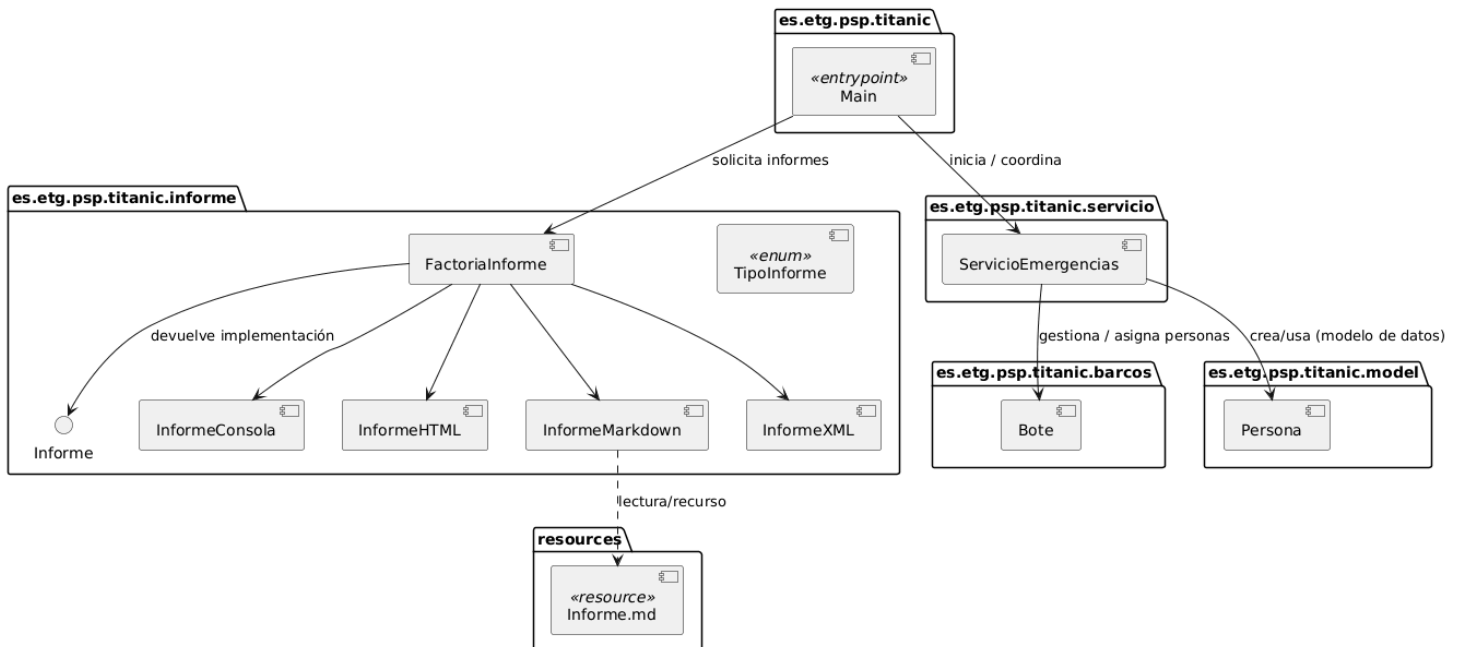 es.etg.psp.titanic
«entrypoint»
Main
solicita informes
inicia / coordina
es.etg.psp.titanic.informe
es.etg.psp.titanic.servicio
FactoriaInforme
«enum»
TipoInforme
ServicioEmergencias
devuelve implementación
gestiona / asigna personas
crea/usa (modelo de datos)
es.etg.psp.titanic.barcos
es.etg.psp.titanic.model
Informe
InformeConsola
InformeHTML
InformeMarkdown
InformeXML
Bote
Persona
lectura/recurso
resources
«resource»
Informe.md